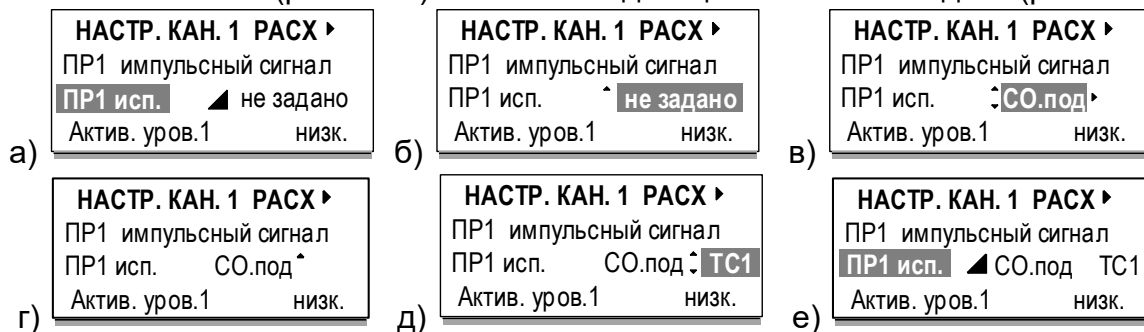 НАСТР. КАН. 1 РАСХ
ПР1 импульсный сигнал
ПР1 исп. не задано
Актив. уров.1 низк.
а)
НАСТР. КАН. 1 РАСХ
ПР1 импульсный сигнал
ПР1 исп. не задано
Актив. уров.1 низк.
б)
НАСТР. КАН. 1 РАСХ
ПР1 импульсный сигнал
ПР1 исп. СО.под
Актив. уров.1 низк.
в)
НАСТР. КАН. 1 РАСХ
ПР1 импульсный сигнал
ПР1 исп. СО.под
Актив. уров.1 низк.
г)
НАСТР. КАН. 1 РАСХ
ПР1 импульсный сигнал
ПР1 исп. СО.под ТС1
Актив. уров.1 низк.
д)
НАСТР. КАН. 1 РАСХ
ПР1 импульсный сигнал
ПР1 исп. СО.под ТС1
Актив. уров.1 низк.
е)